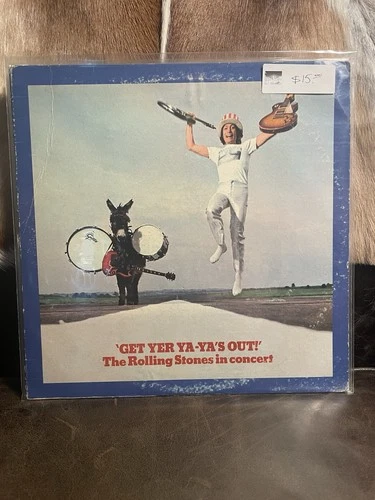 $15.—
'GET YER YA-YA'S OUT!'
The Rolling Stones in concert